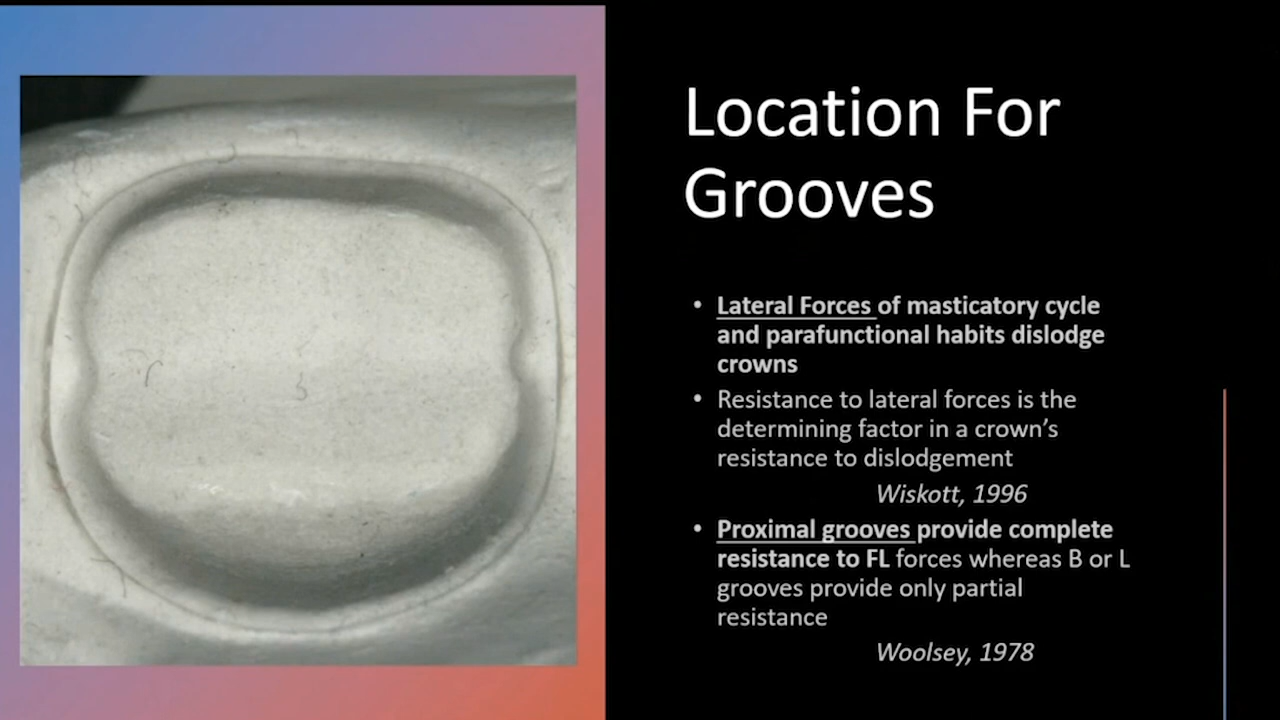 Location For
Grooves
• Lateral Forces of masticatory cycle
and parafunctional habits dislodge
crowns
• Resistance to lateral forces is the
determining factor in a crown’s
resistance to dislodgement
Wiskott, 1996
• Proximal grooves provide complete
resistance to FL forces whereas B or L
grooves provide only partial
resistance
Woolsey, 1978